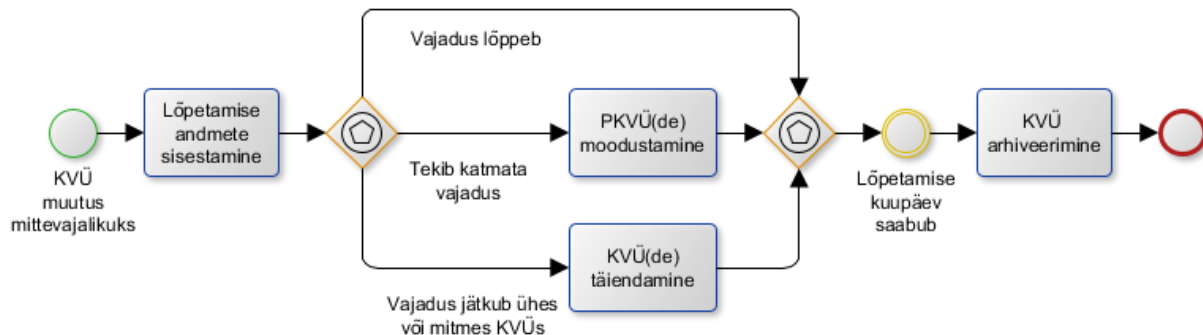 Vajadus lõppeb
Lõpetamise
andmete
sisestamine
PKVÜ(de)
moodustamine
KVÜ
arhiveerimine
KVÜ
muutus
mittevajalikuks
Tekib katmata
vajadus
Lõpetamise
kuupäev
saabub
KVÜ(de)
täiendamine
Vajadus jätkub ühes
või mitmes KVÜs